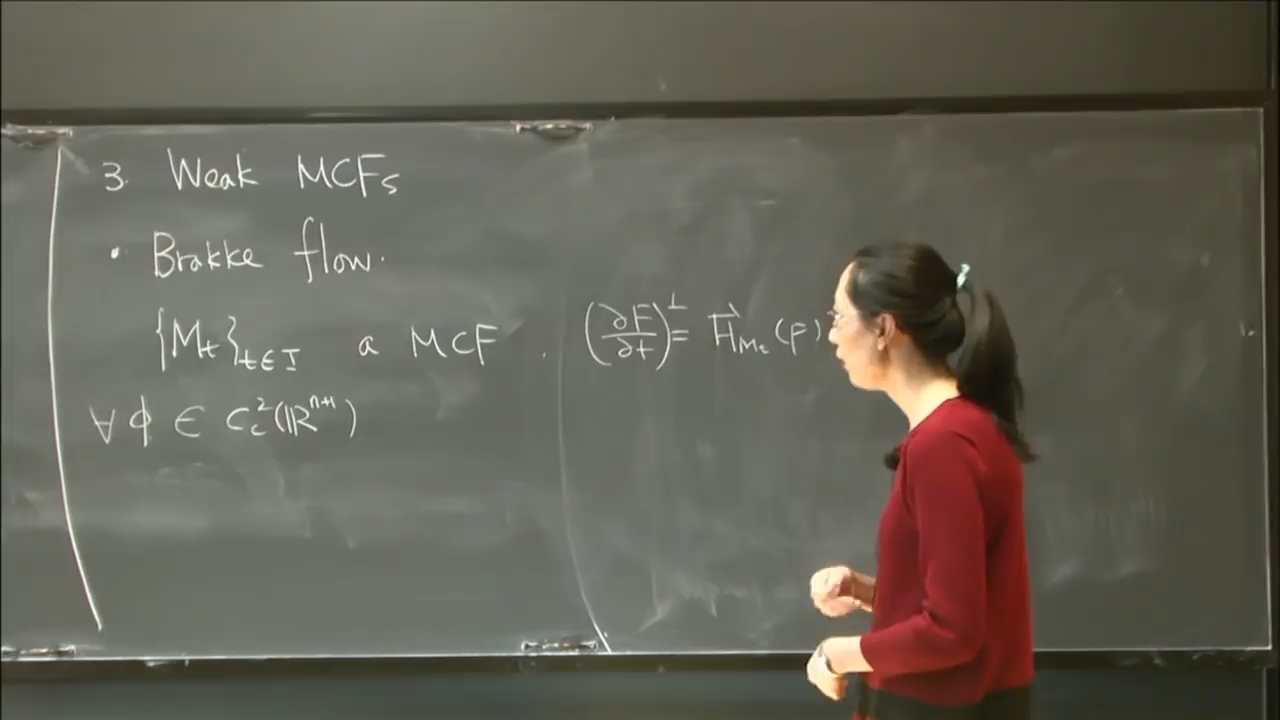 3. Weak MCFs
• Brakke flow.
{M_t}_{t∈I} a MCF. (∂F/∂t)^⊥ = H⃗_{M_t}(F)
∀ φ ∈ C_c^2(ℝ^{n+1})